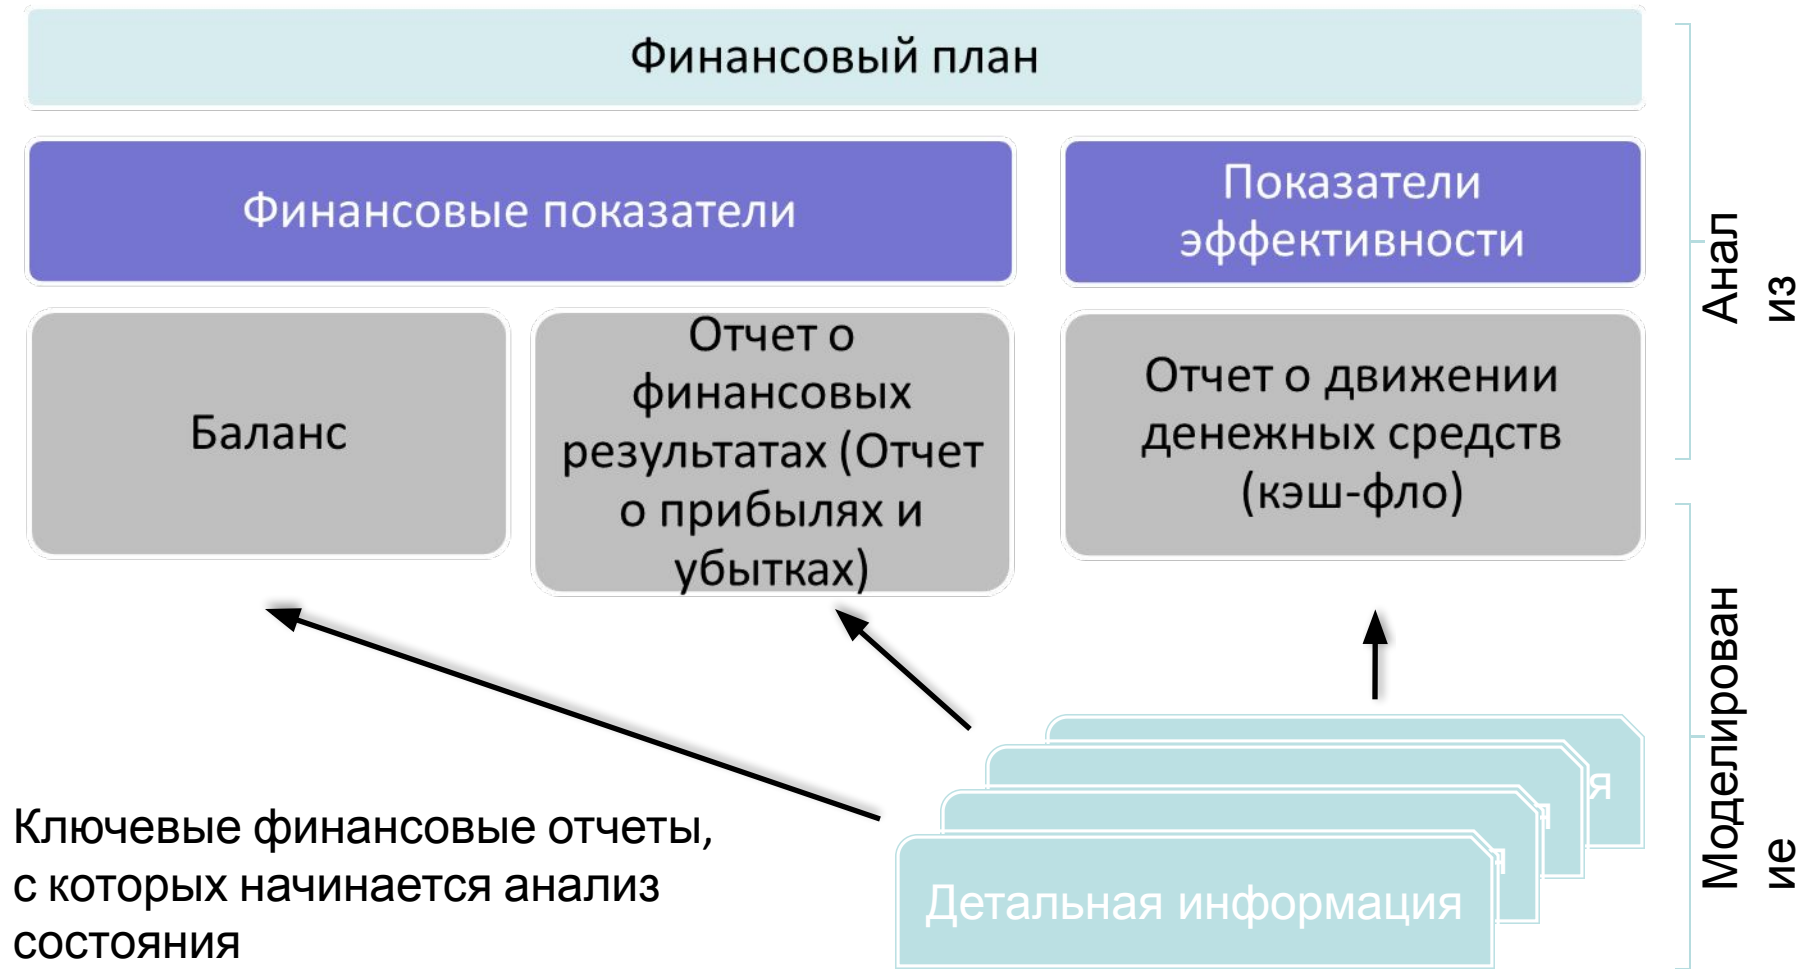 Финансовый план
Финансовые показатели
Показатели
эффективности
Баланс
Отчет о
финансовых
результатах (Отчет
о прибылях и
убытках)
Отчет о движении
денежных средств
(кэш-фло)
Анал
из
Моделирован
ие
я
я
я
Детальная информация
Ключевые финансовые отчеты,
с которых начинается анализ
состояния